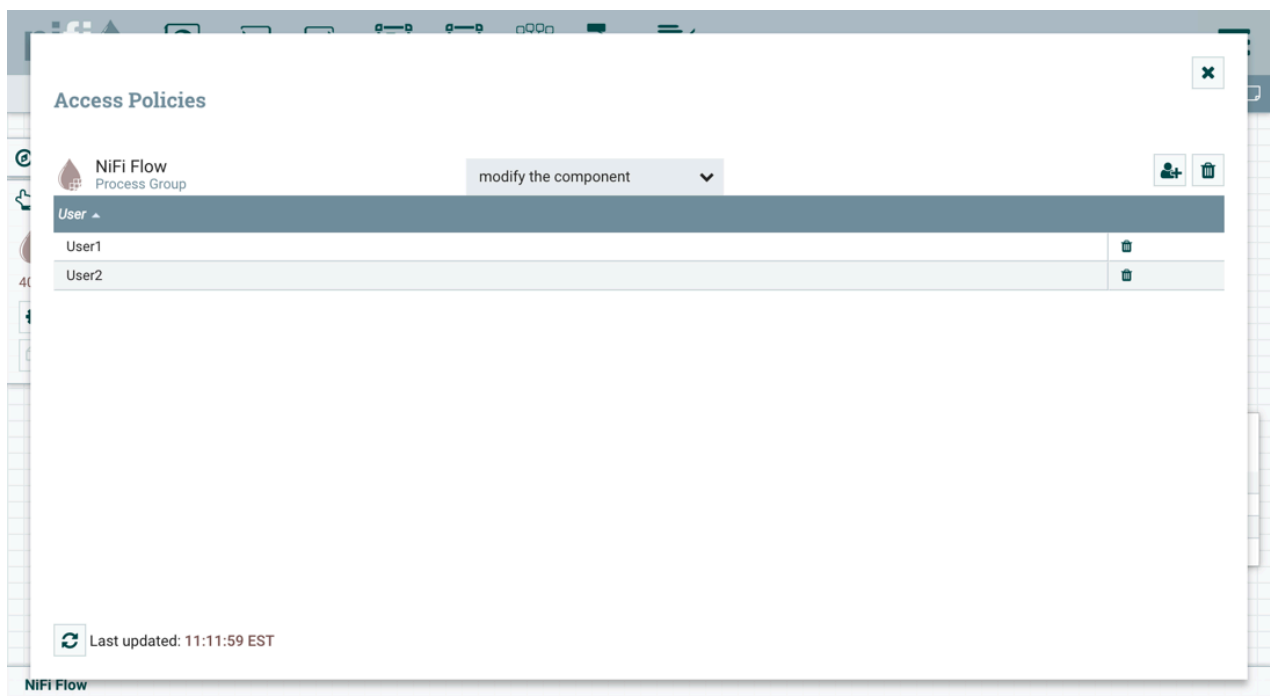 Access Policies
NiFi Flow
Process Group
modify the component
User
User1
User2
Last updated: 11:11:59 EST
NiFi Flow